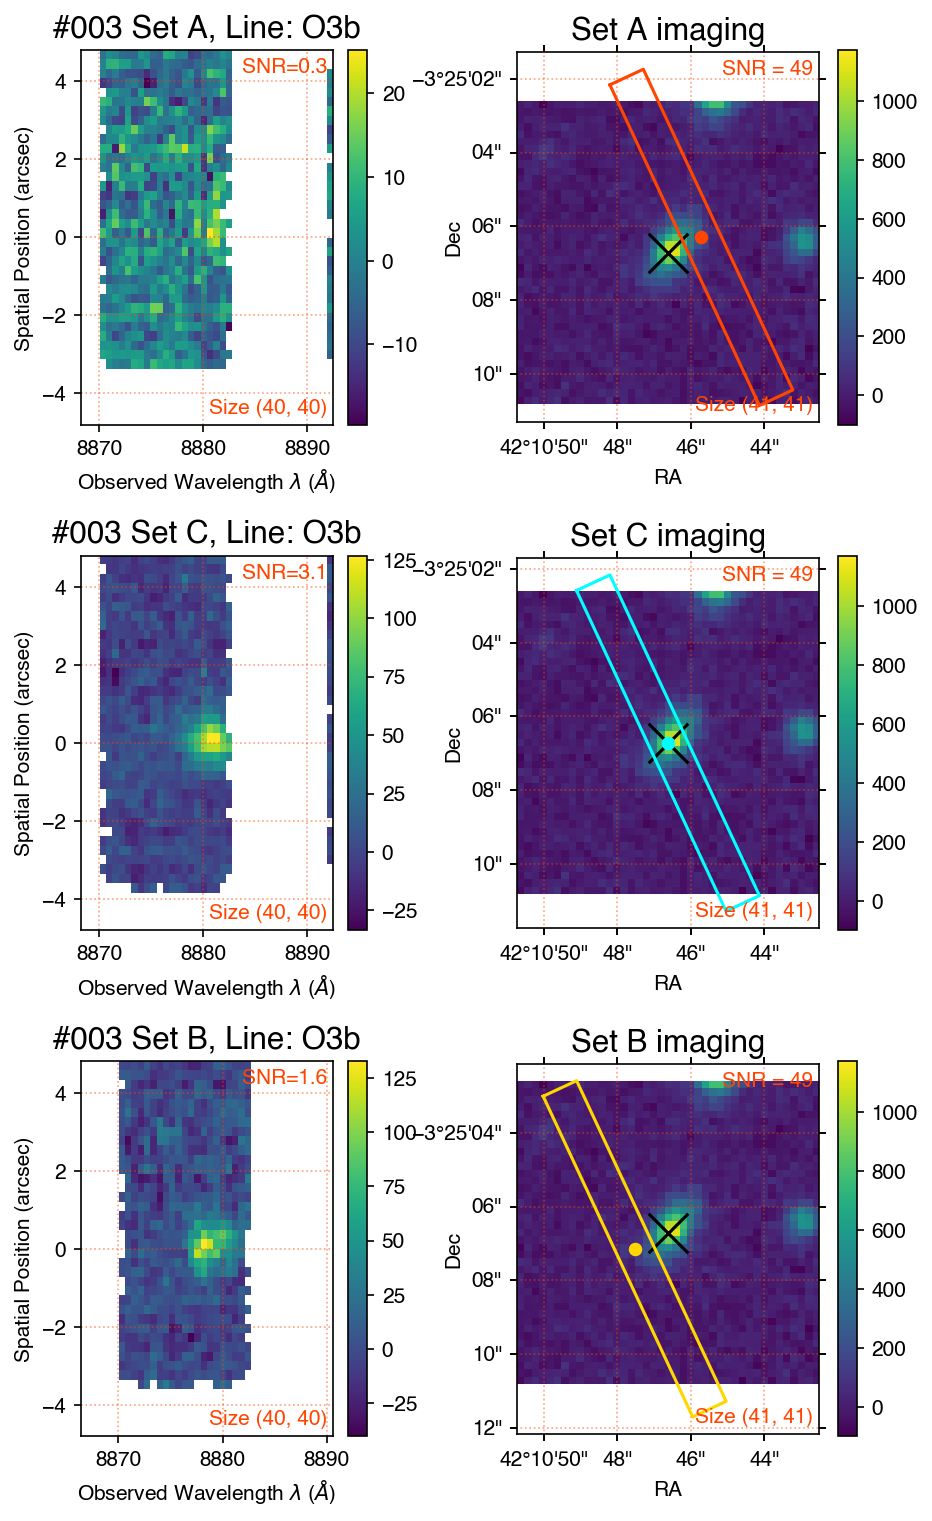 #003 Set A, Line: O3b
SNR=0.3
Size (40, 40)
4
2
0
−2
−4
Spatial Position (arcsec)
8870
8880
8890
Observed Wavelength λ (Å)
20
10
0
−10
Set A imaging
SNR = 49
Size (41, 41)
−3°25'02"
04"
06"
08"
10"
Dec
42°10'50"
48"
46"
44"
RA
1000
800
600
400
200
0
#003 Set C, Line: O3b
SNR=3.1
Size (40, 40)
4
2
0
−2
−4
Spatial Position (arcsec)
8870
8880
8890
Observed Wavelength λ (Å)
125
100
75
50
25
0
−25
Set C imaging
SNR = 49
Size (41, 41)
−3°25'02"
04"
06"
08"
10"
Dec
42°10'50"
48"
46"
44"
RA
1000
800
600
400
200
0
#003 Set B, Line: O3b
SNR=1.6
Size (40, 40)
4
2
0
−2
−4
Spatial Position (arcsec)
8870
8880
8890
Observed Wavelength λ (Å)
125
100
75
50
25
0
−25
Set B imaging
SNR = 49
Size (41, 41)
−3°25'04"
06"
08"
10"
12"
Dec
42°10'50"
48"
46"
44"
RA
1000
800
600
400
200
0